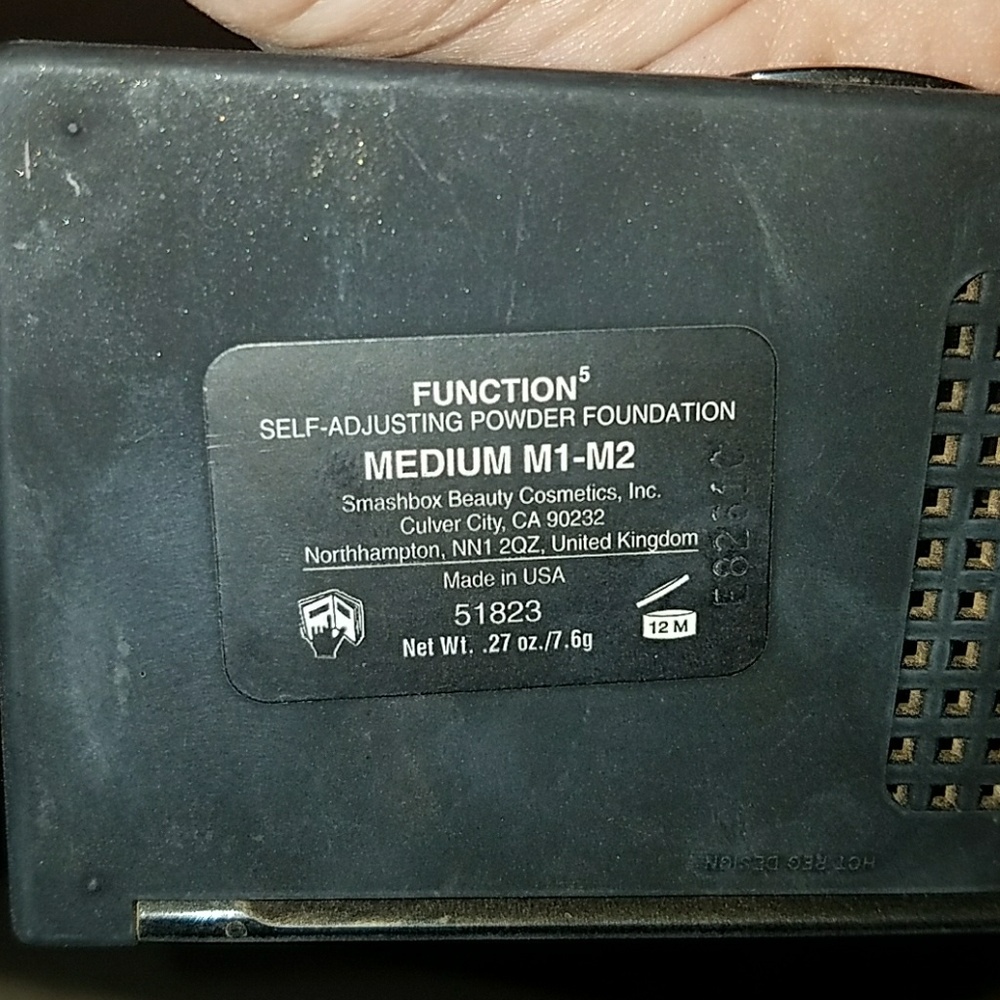 FUNCTION⁵
SELF-ADJUSTING POWDER FOUNDATION
MEDIUM M1-M2
Smashbox Beauty Cosmetics, Inc.
Culver City, CA 90232
Northhampton, NN1 2QZ, United Kingdom
Made in USA
51823
Net Wt. .27 oz./7.6g
12 M
HCT REG DESIGN